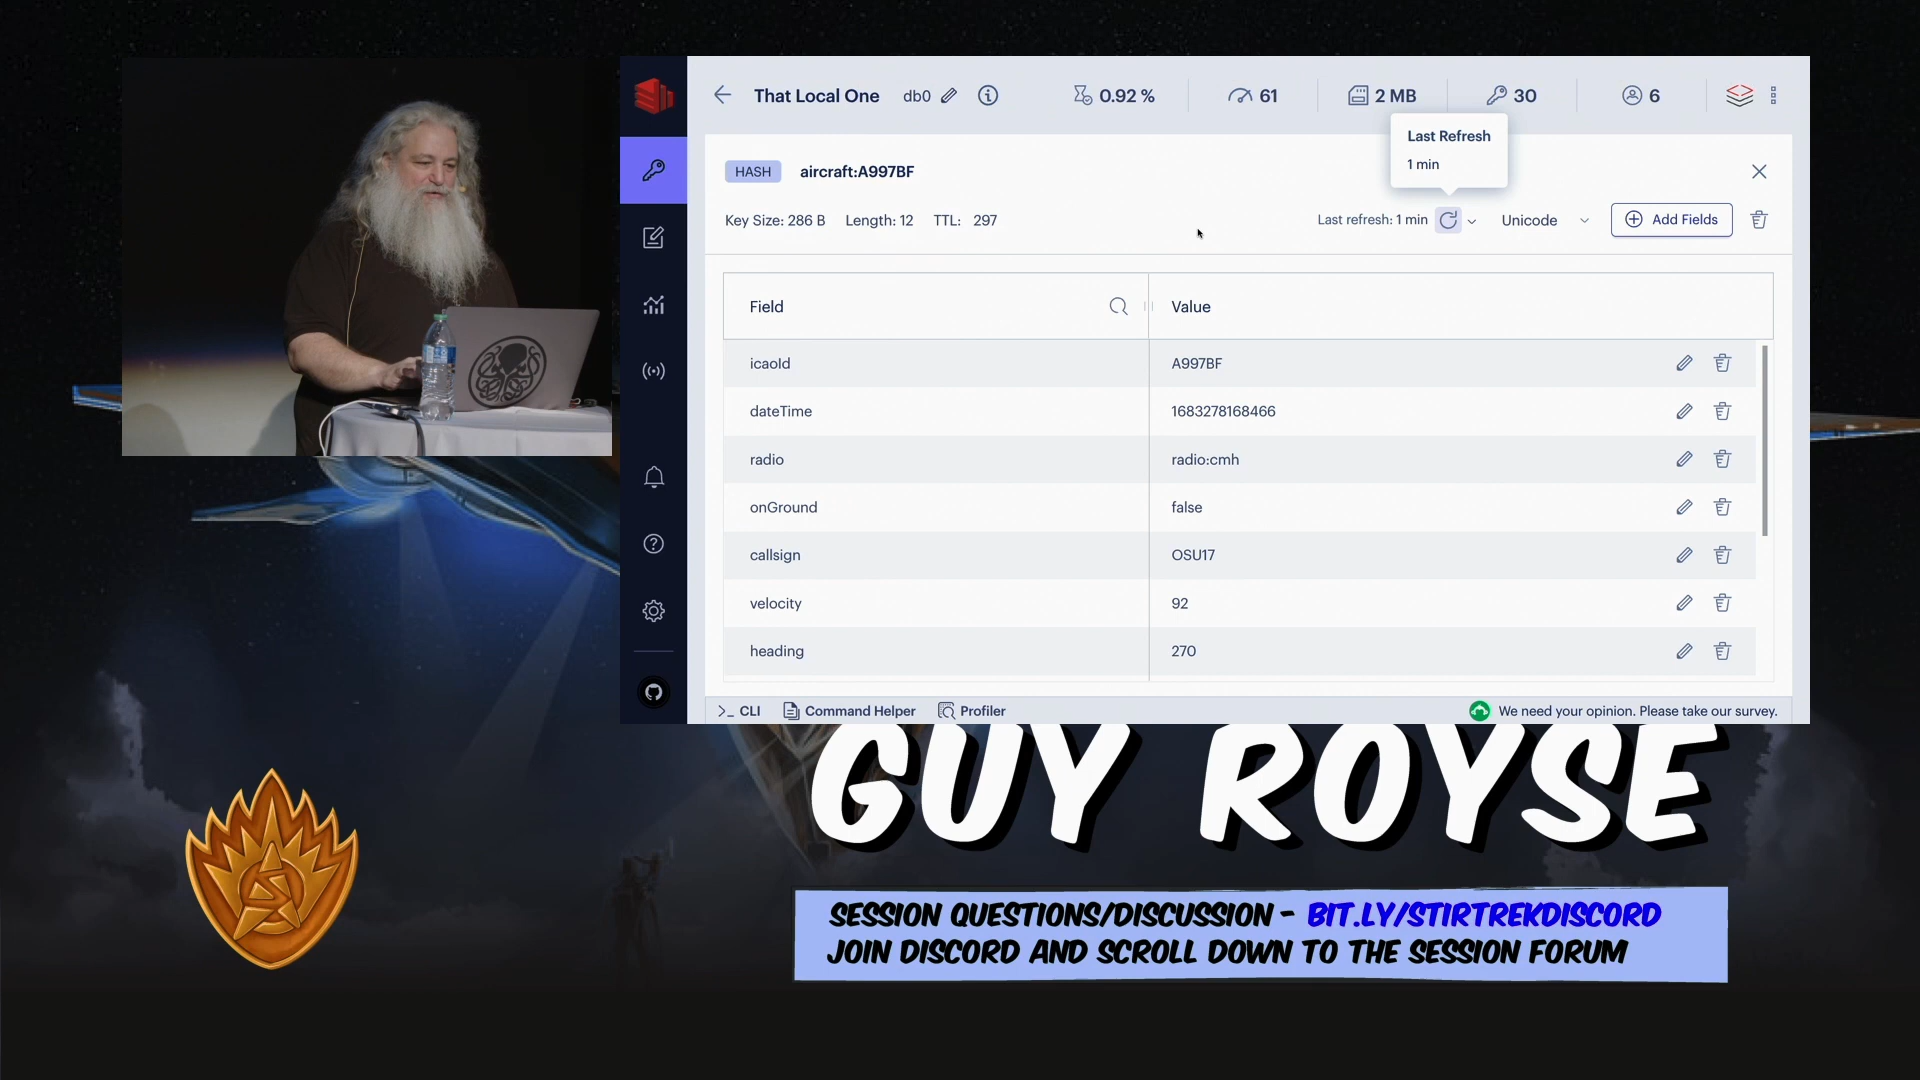 That Local One db0 0.92 % 61 2 MB 30 6
Last Refresh
1 min
HASH aircraft:A997BF
Key Size: 286 B Length: 12 TTL: 297 Last refresh: 1 min Unicode Add Fields
Field Value
icaoId A997BF
dateTime 1683278168466
radio radio:cmh
onGround false
callsign OSU17
velocity 92
heading 270
>_ CLI Command Helper Profiler We need your opinion. Please take our survey.
GUY ROYSE
SESSION QUESTIONS/DISCUSSION - BIT.LY/STIRTREKDISCORD
JOIN DISCORD AND SCROLL DOWN TO THE SESSION FORUM